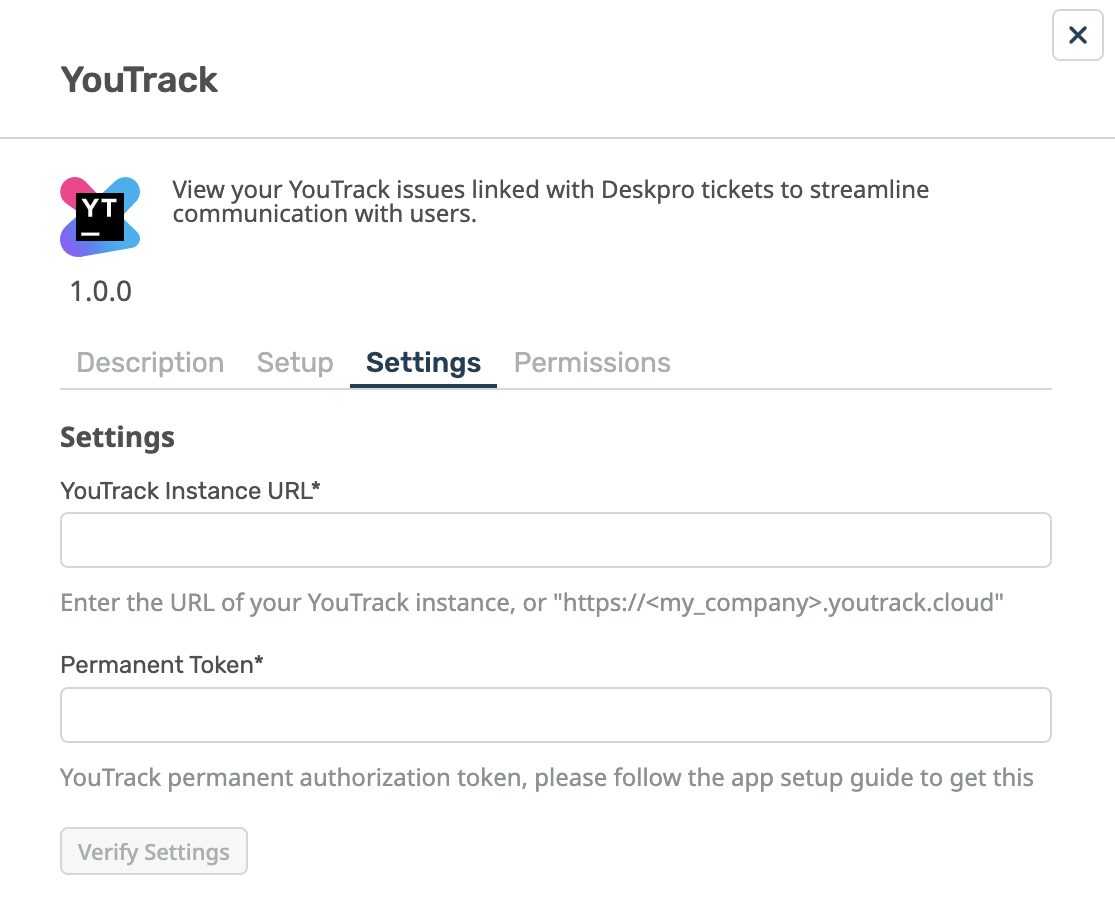 YouTrack
YT
View your YouTrack issues linked with Deskpro tickets to streamline
communication with users.
1.0.0
Description Setup Settings Permissions
Settings
YouTrack Instance URL*
Enter the URL of your YouTrack instance, or "https://<my_company>.youtrack.cloud"
Permanent Token*
YouTrack permanent authorization token, please follow the app setup guide to get this
Verify Settings